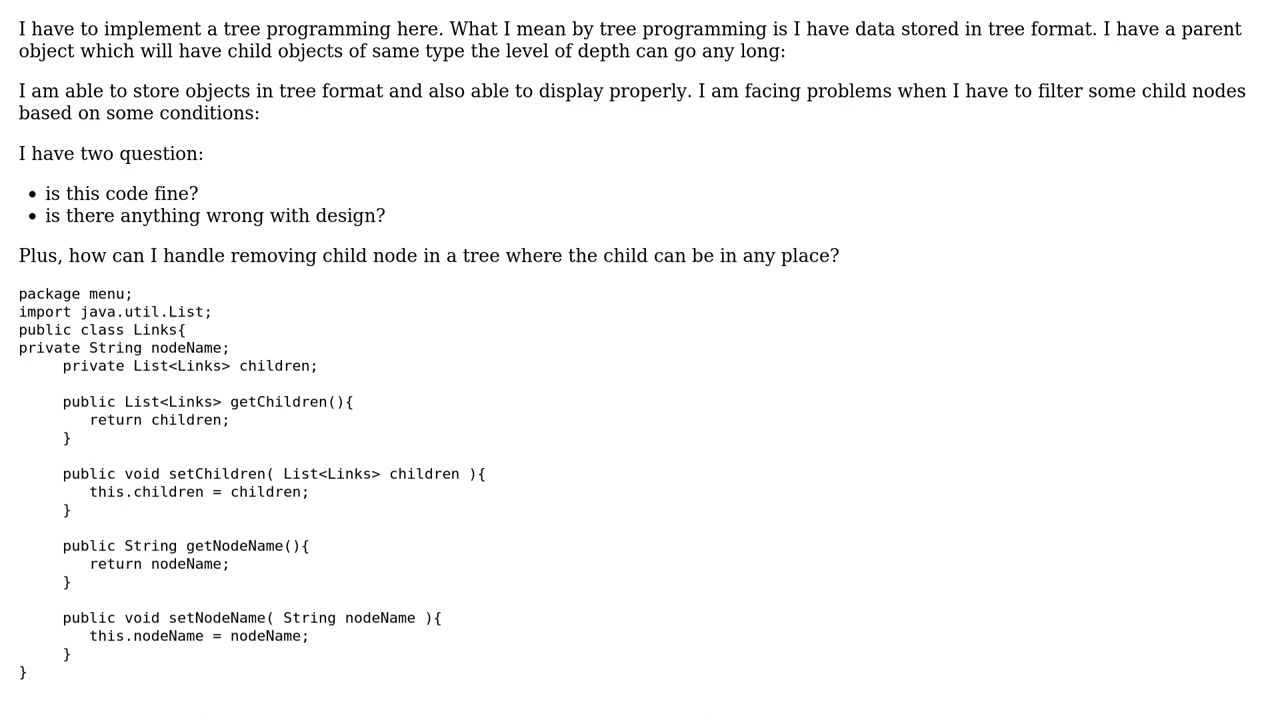 I have to implement a tree programming here. What I mean by tree programming is I have data stored in tree format. I have a parent
object which will have child objects of same type the level of depth can go any long:
I am able to store objects in tree format and also able to display properly. I am facing problems when I have to filter some child nodes
based on some conditions:
I have two question:
• is this code fine?
• is there anything wrong with design?
Plus, how can I handle removing child node in a tree where the child can be in any place?
package menu;
import java.util.List;
public class Links{
private String nodeName;
     private List<Links> children;
     public List<Links> getChildren(){
        return children;
     }
     public void setChildren( List<Links> children ){
        this.children = children;
     }
     public String getNodeName(){
        return nodeName;
     }
     public void setNodeName( String nodeName ){
        this.nodeName = nodeName;
     }
}